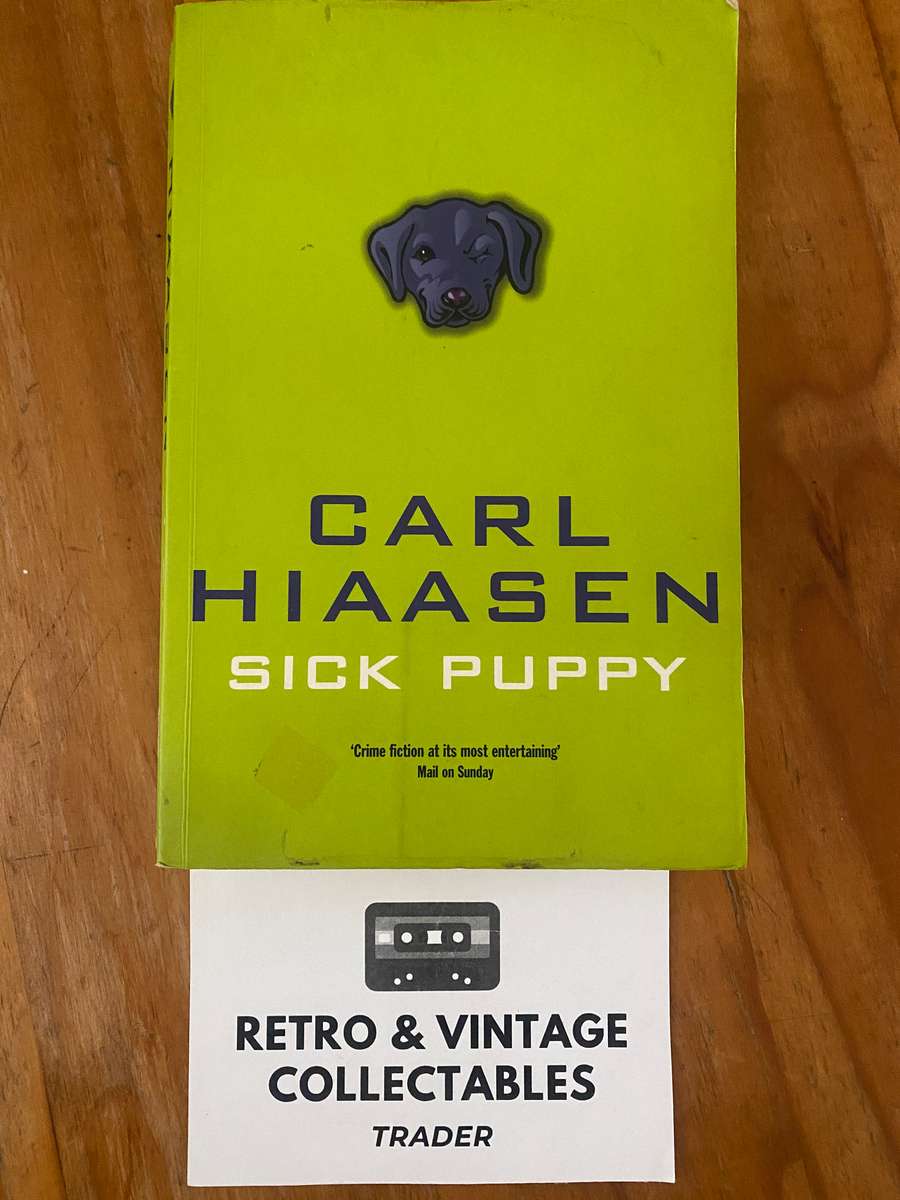 CARL
HIAASEN
SICK PUPPY
‘Crime fiction at its most entertaining’
Mail on Sunday
RETRO & VINTAGE
COLLECTABLES
TRADER